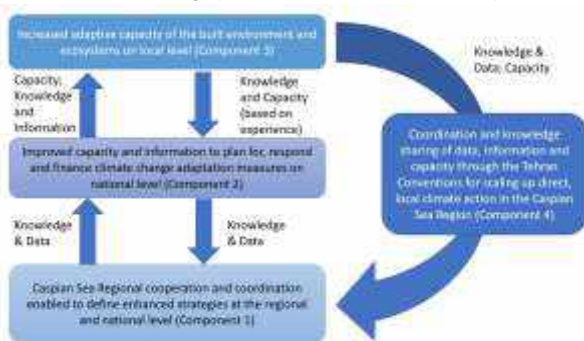 Increased adaptive capacity of the built environment and
ecosystems on local level (Component 3)
Capacity,
Knowledge
and
Information
Knowledge
and Capacity
(based on
experience)
Knowledge &
Data; Capacity
Improved capacity and information to plan for, respond
and finance climate change adaptation measures on
national level (Component 2)
Coordination and knowledge
sharing of data, information and
capacity through the Tehran
Conventions for scaling up direct,
local climate action in the Caspian
Sea Region (Component 4)
Knowledge
& Data
Knowledge
& Data
Caspian Sea Regional cooperation and coordination
enabled to define enhanced strategies at the regional
and national level (Component 1)